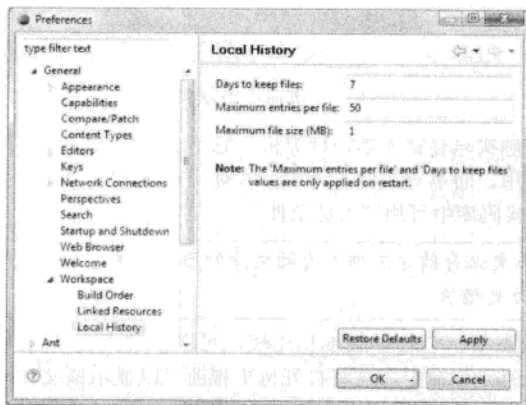 Preferences
type filter text
General
Appearance
Capabilities
Compare/Patch
Content Types
Editors
Keys
Network Connections
Perspectives
Search
Startup and Shutdown
Web Browser
Welcome
Workspace
Build Order
Linked Resources
Local History
Ant
Local History
Days to keep files: 7
Maximum entries per file: 50
Maximum file size (MB): 1
Note: The 'Maximum entries per file' and 'Days to keep files'
values are only applied on restart.
Restore Defaults Apply
OK Cancel